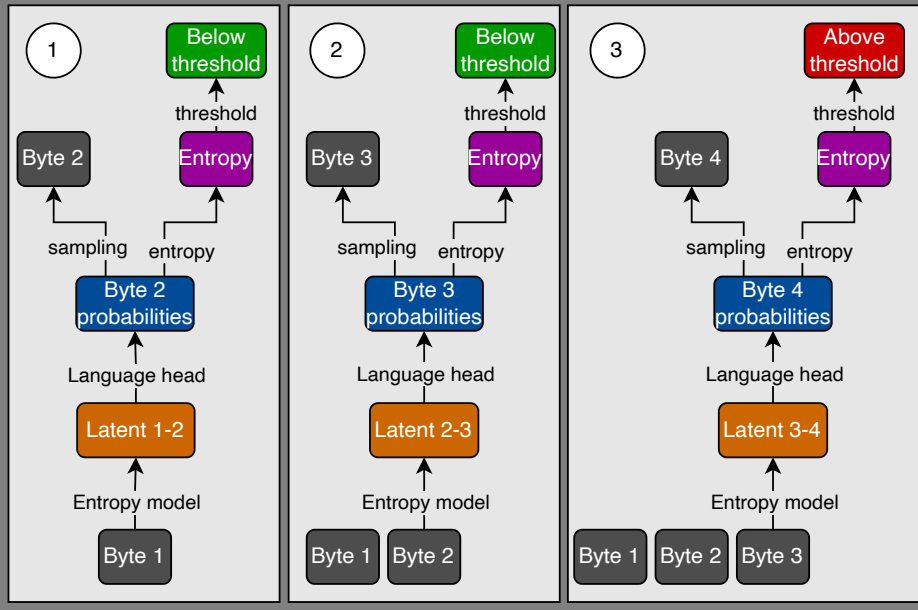 1
Below
threshold
threshold
Byte 2
Entropy
sampling
entropy
Byte 2
probabilities
Language head
Latent 1-2
Entropy model
Byte 1
2
Below
threshold
threshold
Byte 3
Entropy
sampling
entropy
Byte 3
probabilities
Language head
Latent 2-3
Entropy model
Byte 1
Byte 2
3
Above
threshold
threshold
Byte 4
Entropy
sampling
entropy
Byte 4
probabilities
Language head
Latent 3-4
Entropy model
Byte 1
Byte 2
Byte 3